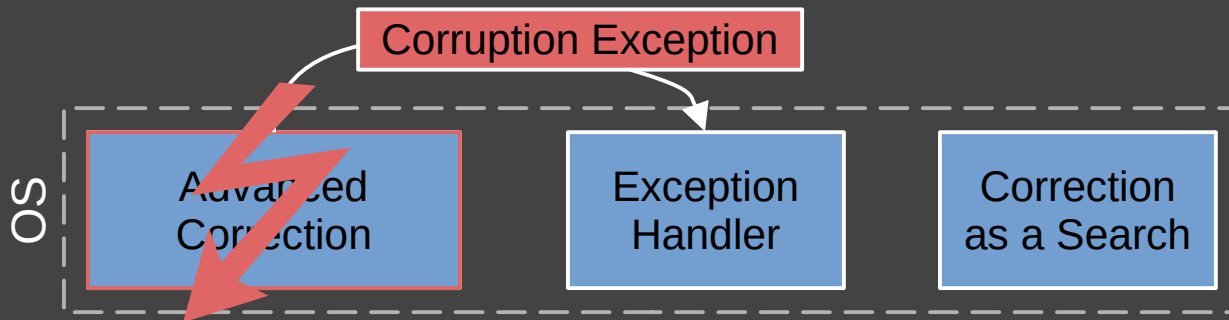 Corruption Exception
OS
Advanced
Correction
Exception
Handler
Correction
as a Search